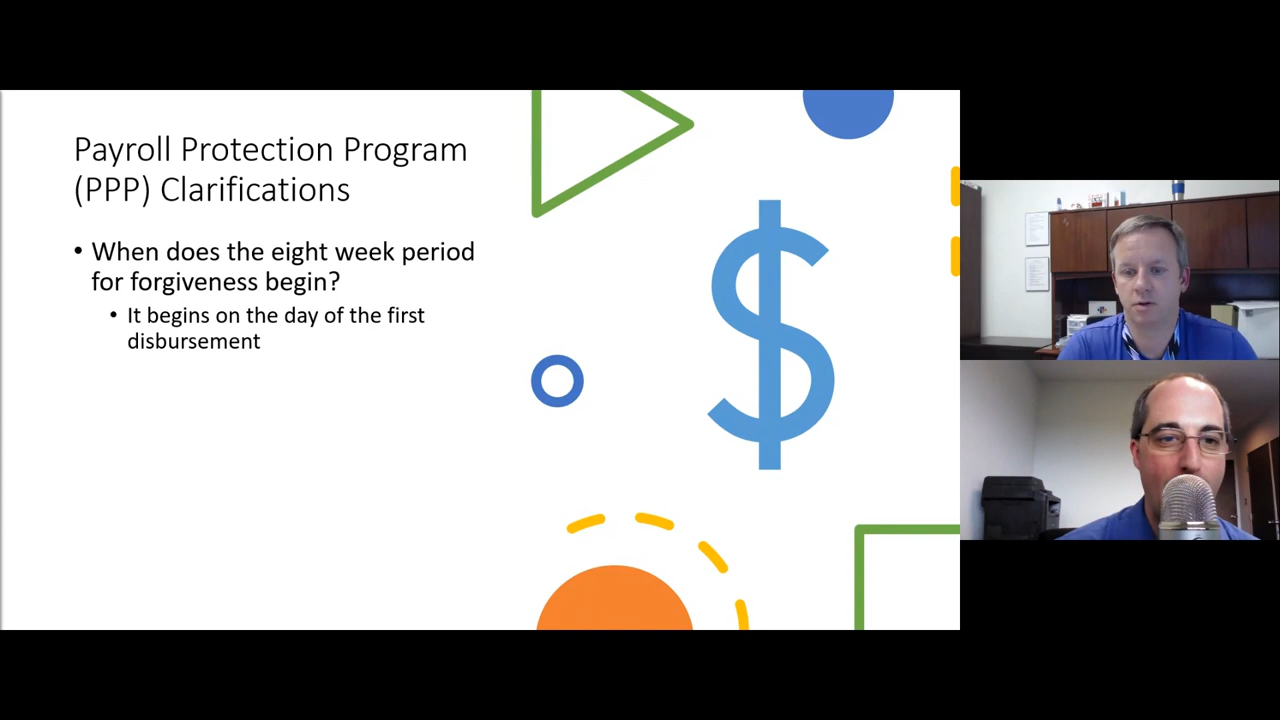 Payroll Protection Program
(PPP) Clarifications
• When does the eight week period
for forgiveness begin?
• It begins on the day of the first
disbursement
$